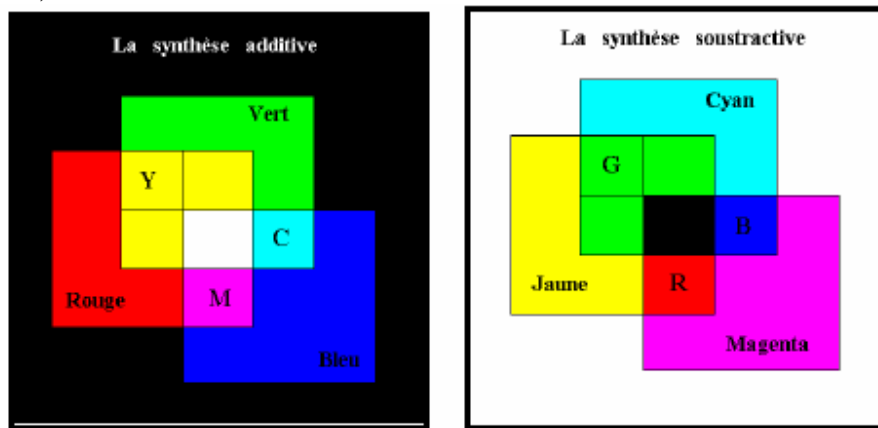 La synthèse additive
Vert
Y
C
Rouge
M
Bleu
La synthèse soustractive
Cyan
G
B
Jaune
R
Magenta